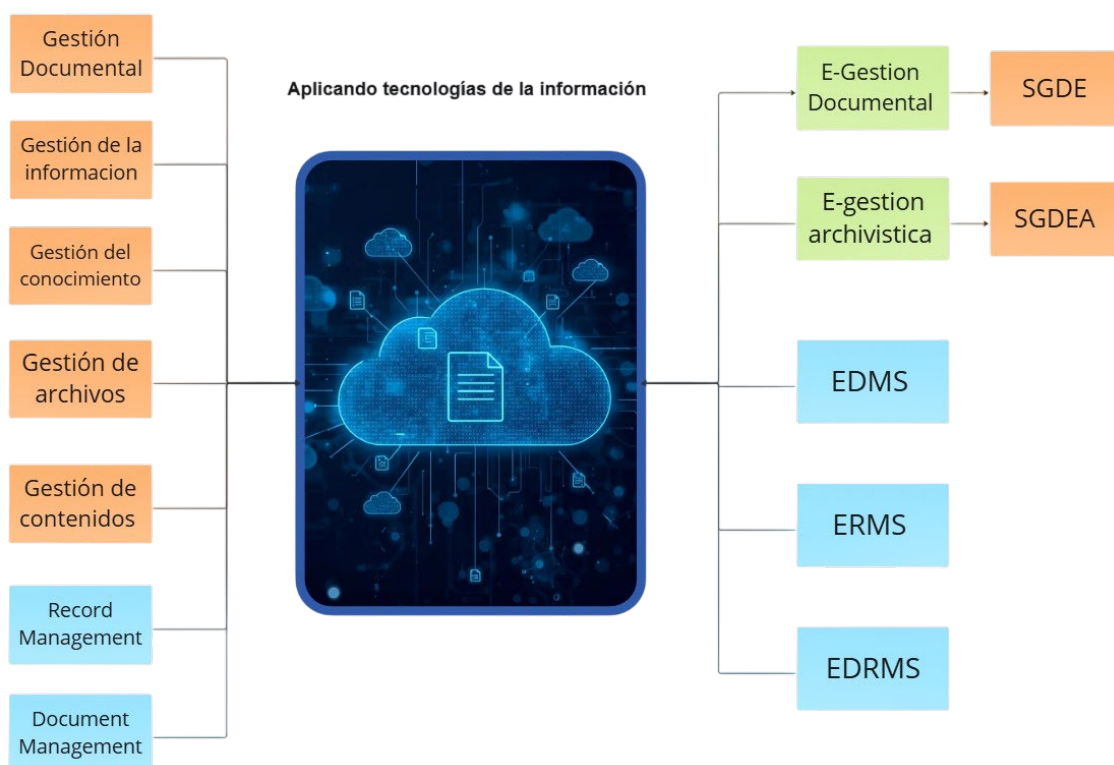 Gestión
Documental
Gestión de la
informacion
Gestión del
conocimiento
Gestión de
archivos
Gestión de
contenidos
Record
Management
Document
Management
Aplicando tecnologías de la información
E-Gestion
Documental
SGDE
E-gestion
archivistica
SGDEA
EDMS
ERMS
EDRMS